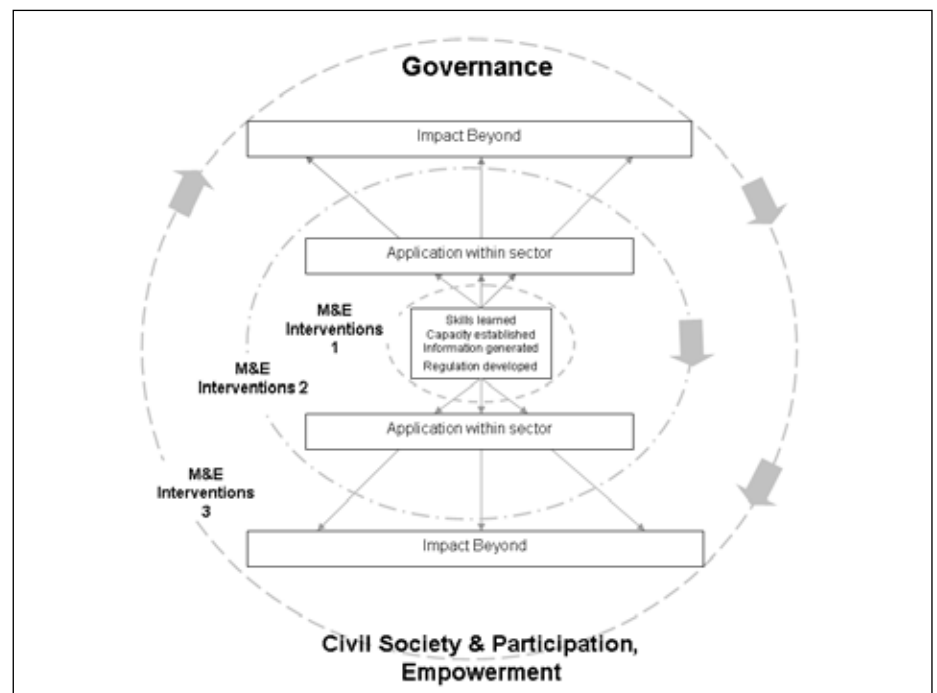 Governance
Impact Beyond
Application within sector
M&E
Interventions
1
Skills learned
Capacity established
Information generated
Regulation developed
M&E
Interventions 2
Application within sector
M&E
Interventions
3
Impact Beyond
Civil Society & Participation,
Empowerment